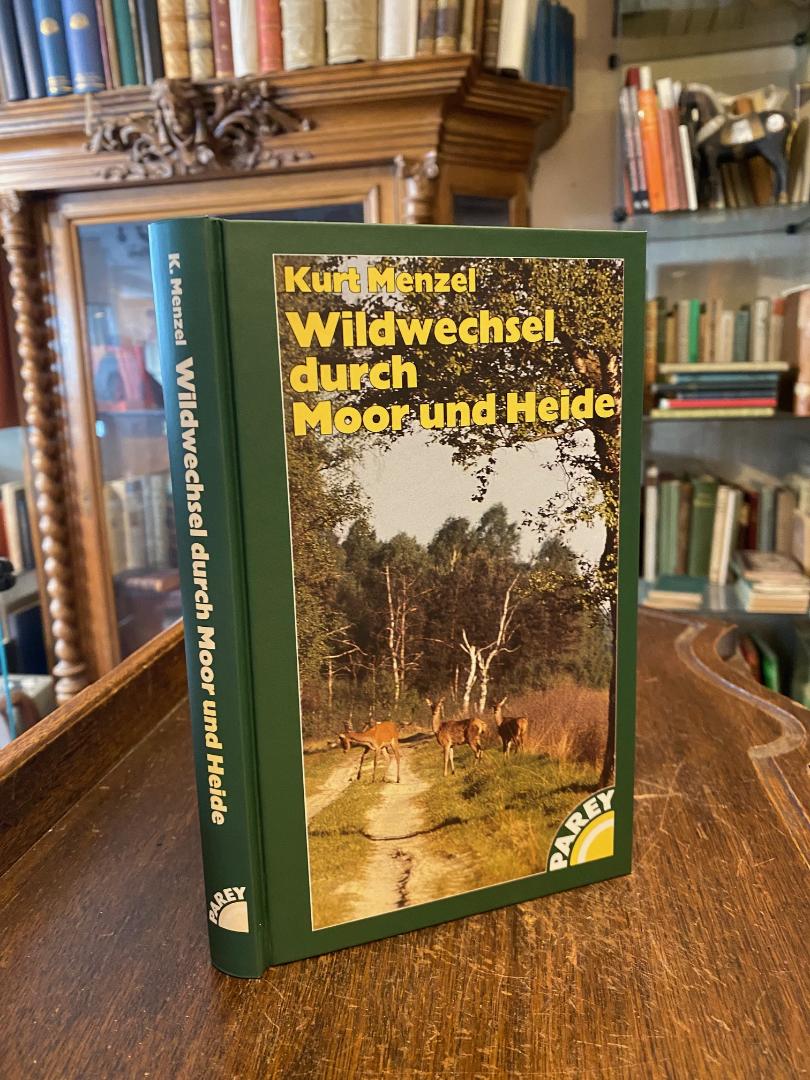 K. Menzel Wildwechsel durch Moor und Heide
PAREY
Kurt Menzel
Wildwechsel
durch
Moor und Heide
PAREY